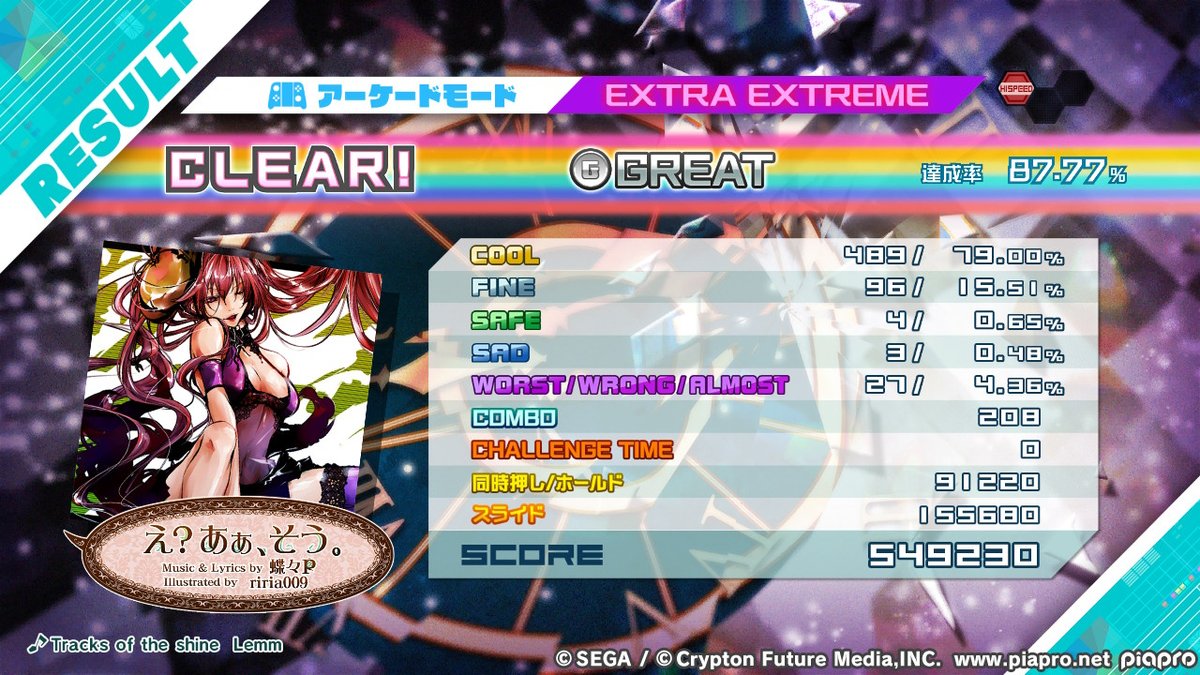 RESULT
アーケードモード
EXTRA EXTREME
HISPEED
CLEAR!
G GREAT
達成率 87.77%
COOL 489/ 79.00%
FINE 96/ 15.51%
SAFE 4/ 0.65%
SAD 3/ 0.48%
WORST/WRONG/ALMOST 27/ 4.36%
COMBO 208
CHALLENGE TIME 0
同時押し/ホールド 91220
スライド 155680
SCORE 549230
え?あぁ、そう。
Music & Lyrics by 蝶々P
Illustrated by riria009
♪Tracks of the shine Lemm
© SEGA / © Crypton Future Media,INC. www.piapro.net piapro